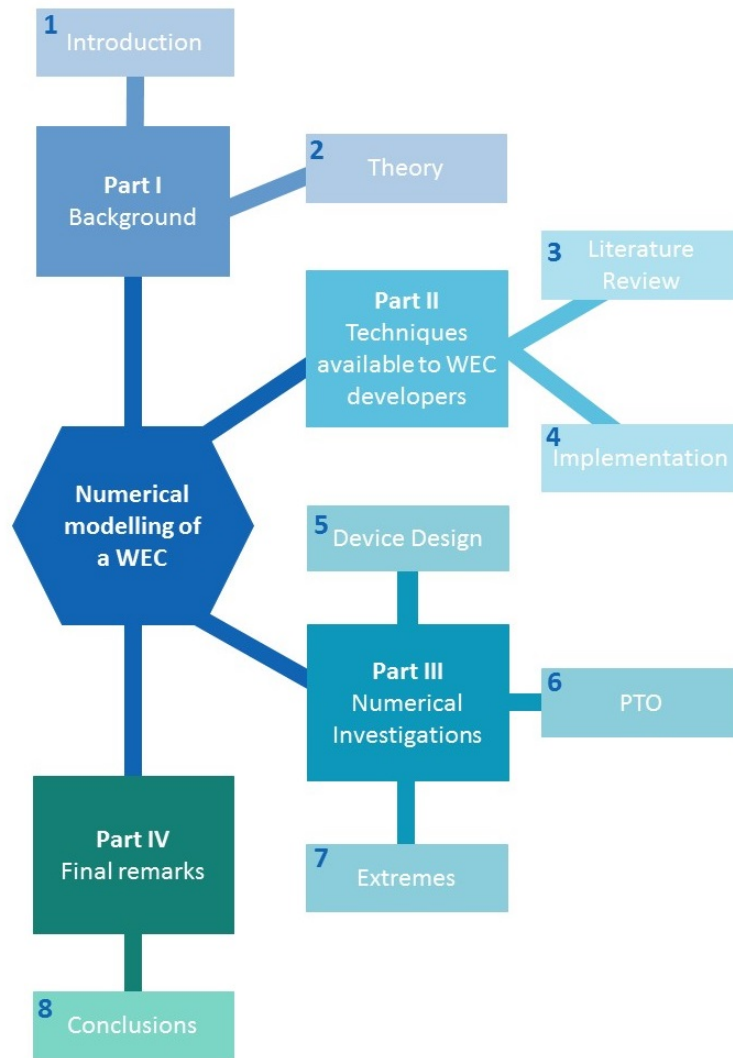 1
Introduction
Part I
Background
2
Theory
Part II
Techniques
available to WEC
developers
3
Literature
Review
4
Implementation
Numerical
modelling of
a WEC
5
Device Design
Part III
Numerical
Investigations
6
PTO
7
Extremes
Part IV
Final remarks
8
Conclusions